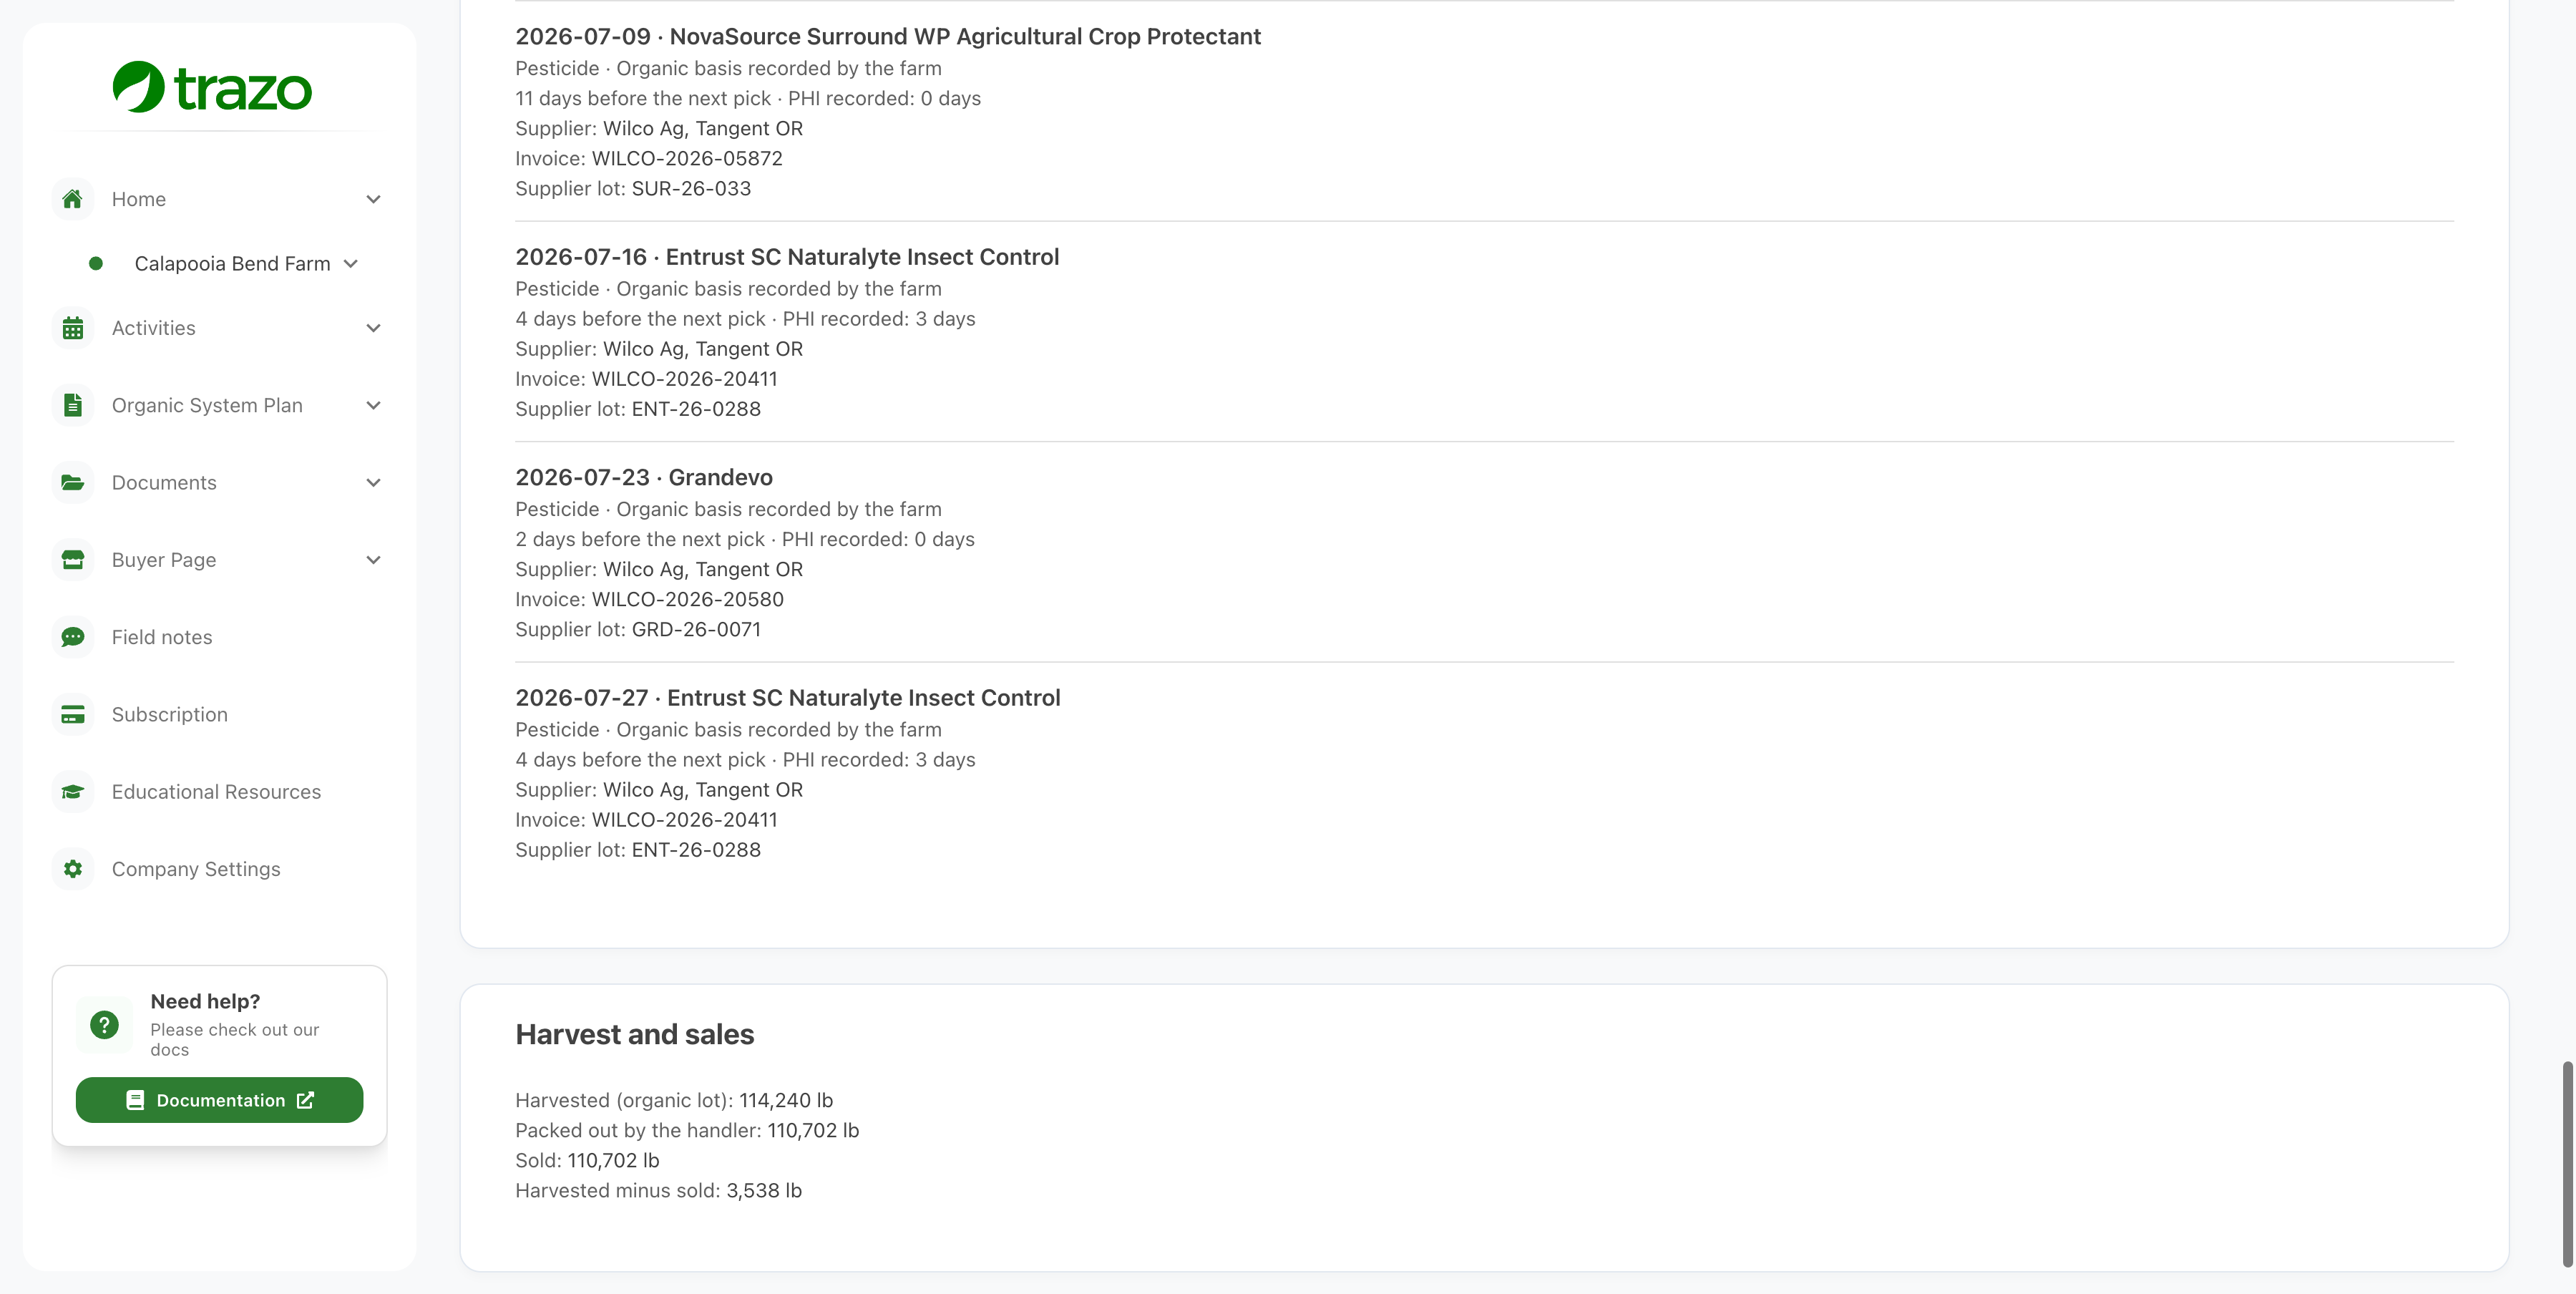 trazo
Home
Calapooia Bend Farm
Activities
Organic System Plan
Documents
Buyer Page
Field notes
Subscription
Educational Resources
Company Settings
Need help?
Please check out our
docs
Documentation
2026-07-09 · NovaSource Surround WP Agricultural Crop Protectant
Pesticide · Organic basis recorded by the farm
11 days before the next pick · PHI recorded: 0 days
Supplier: Wilco Ag, Tangent OR
Invoice: WILCO-2026-05872
Supplier lot: SUR-26-033
2026-07-16 · Entrust SC Naturalyte Insect Control
Pesticide · Organic basis recorded by the farm
4 days before the next pick · PHI recorded: 3 days
Supplier: Wilco Ag, Tangent OR
Invoice: WILCO-2026-20411
Supplier lot: ENT-26-0288
2026-07-23 · Grandevo
Pesticide · Organic basis recorded by the farm
2 days before the next pick · PHI recorded: 0 days
Supplier: Wilco Ag, Tangent OR
Invoice: WILCO-2026-20580
Supplier lot: GRD-26-0071
2026-07-27 · Entrust SC Naturalyte Insect Control
Pesticide · Organic basis recorded by the farm
4 days before the next pick · PHI recorded: 3 days
Supplier: Wilco Ag, Tangent OR
Invoice: WILCO-2026-20411
Supplier lot: ENT-26-0288
Harvest and sales
Harvested (organic lot): 114,240 lb
Packed out by the handler: 110,702 lb
Sold: 110,702 lb
Harvested minus sold: 3,538 lb